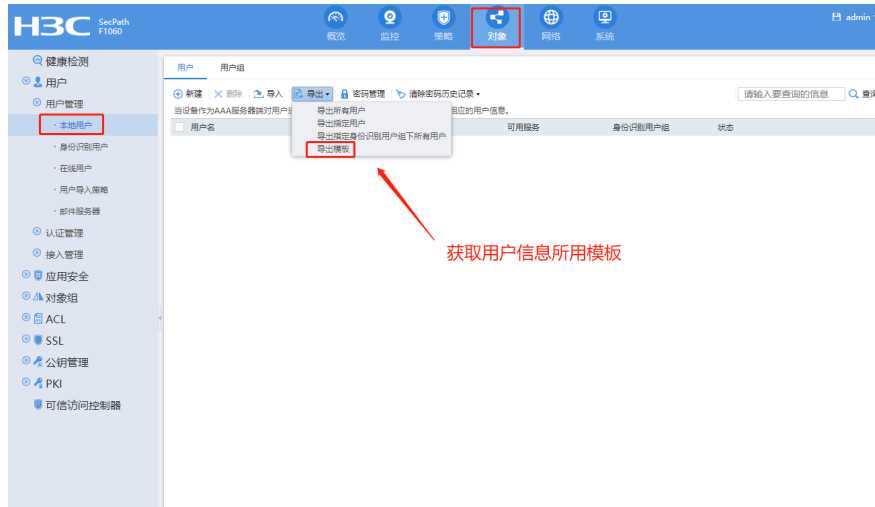 H3C SecPath F1060
概览 监控 策略 对象 网络 系统
admin
健康检测
用户
用户管理
· 本地用户
· 身份识别用户
· 在线用户
· 用户导入策略
· 邮件服务器
认证管理
接入管理
应用安全
对象组
ACL
SSL
公钥管理
PKI
可信访问控制器
用户 用户组
新建 删除 导入 导出 密码管理 清除密码历史记录 请输入要查询的信息
当设备作为AAA服务器端对用户 相应的用户信息。
用户名 可用服务 身份识别用户组 状态
导出所有用户
导出指定用户
导出指定身份识别用户组下所有用户
导出模板
获取用户信息所用模板